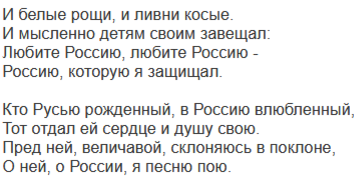 И белые рощи, и ливни косые.
И мысленно детям своим завещал:
Любите Россию, любите Россию -
Россию, которую я защищал.

Кто Русью рожденный, в Россию влюбленный,
Тот отдал ей сердце и душу свою.
Пред ней, величавой, склоняюсь в поклоне,
О ней, о России, я песню пою.